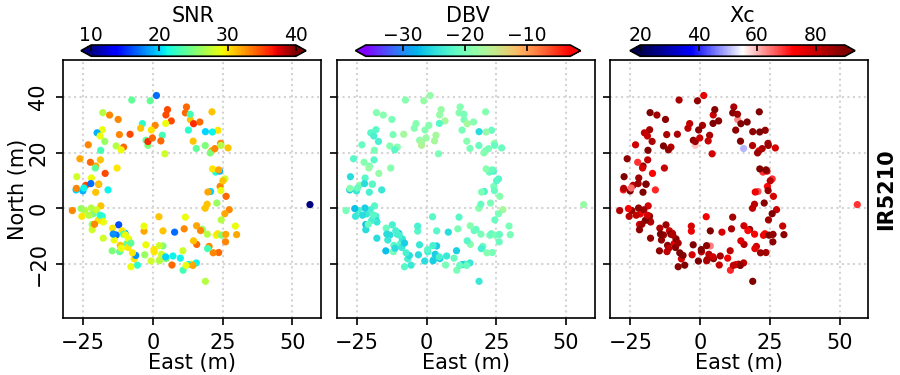 SNR DBV Xc
10 20 30 40 −30 −20 −10 20 40 60 80
40
20
0
−20
North (m)
IR5210
−25 0 25 50 −25 0 25 50 −25 0 25 50
East (m) East (m) East (m)